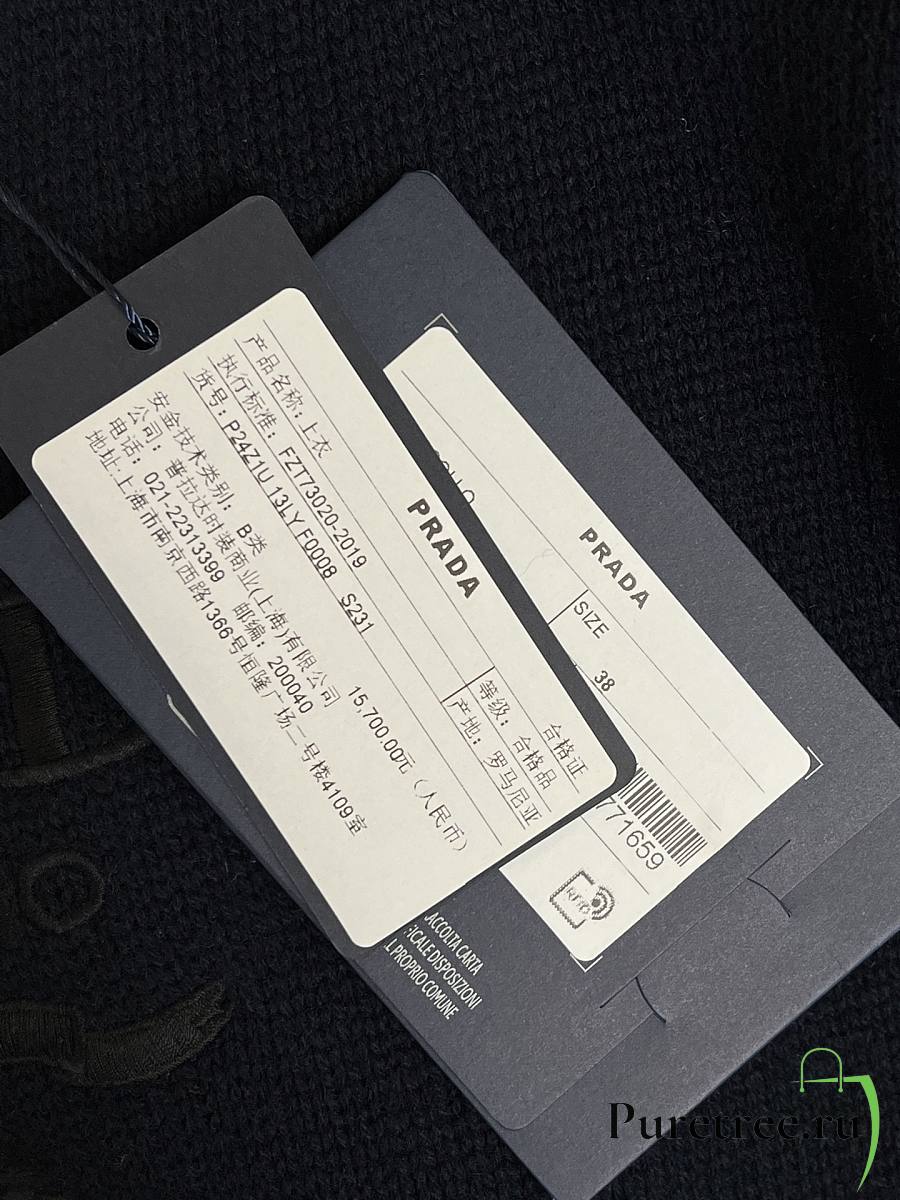 PRADA
合格证
产品名称：上衣
等级：合格品
执行标准：FZT73020-2019
产地：罗马尼亚
货号：P24Z1U 13LY F0008 S231
15,700.00元（人民币）
安全技术类别：B类
公司：普拉达时装商业(上海)有限公司
电话：021-22313399 邮编：200040
地址:上海市南京西路1366号恒隆广场二号楼4109室
PRADA
SIZE
38
771659
RFID
ACCOLTA CARTA
ICALE DISPOSIZIONI
L PROPRIO COMUNE
Puretree.ru